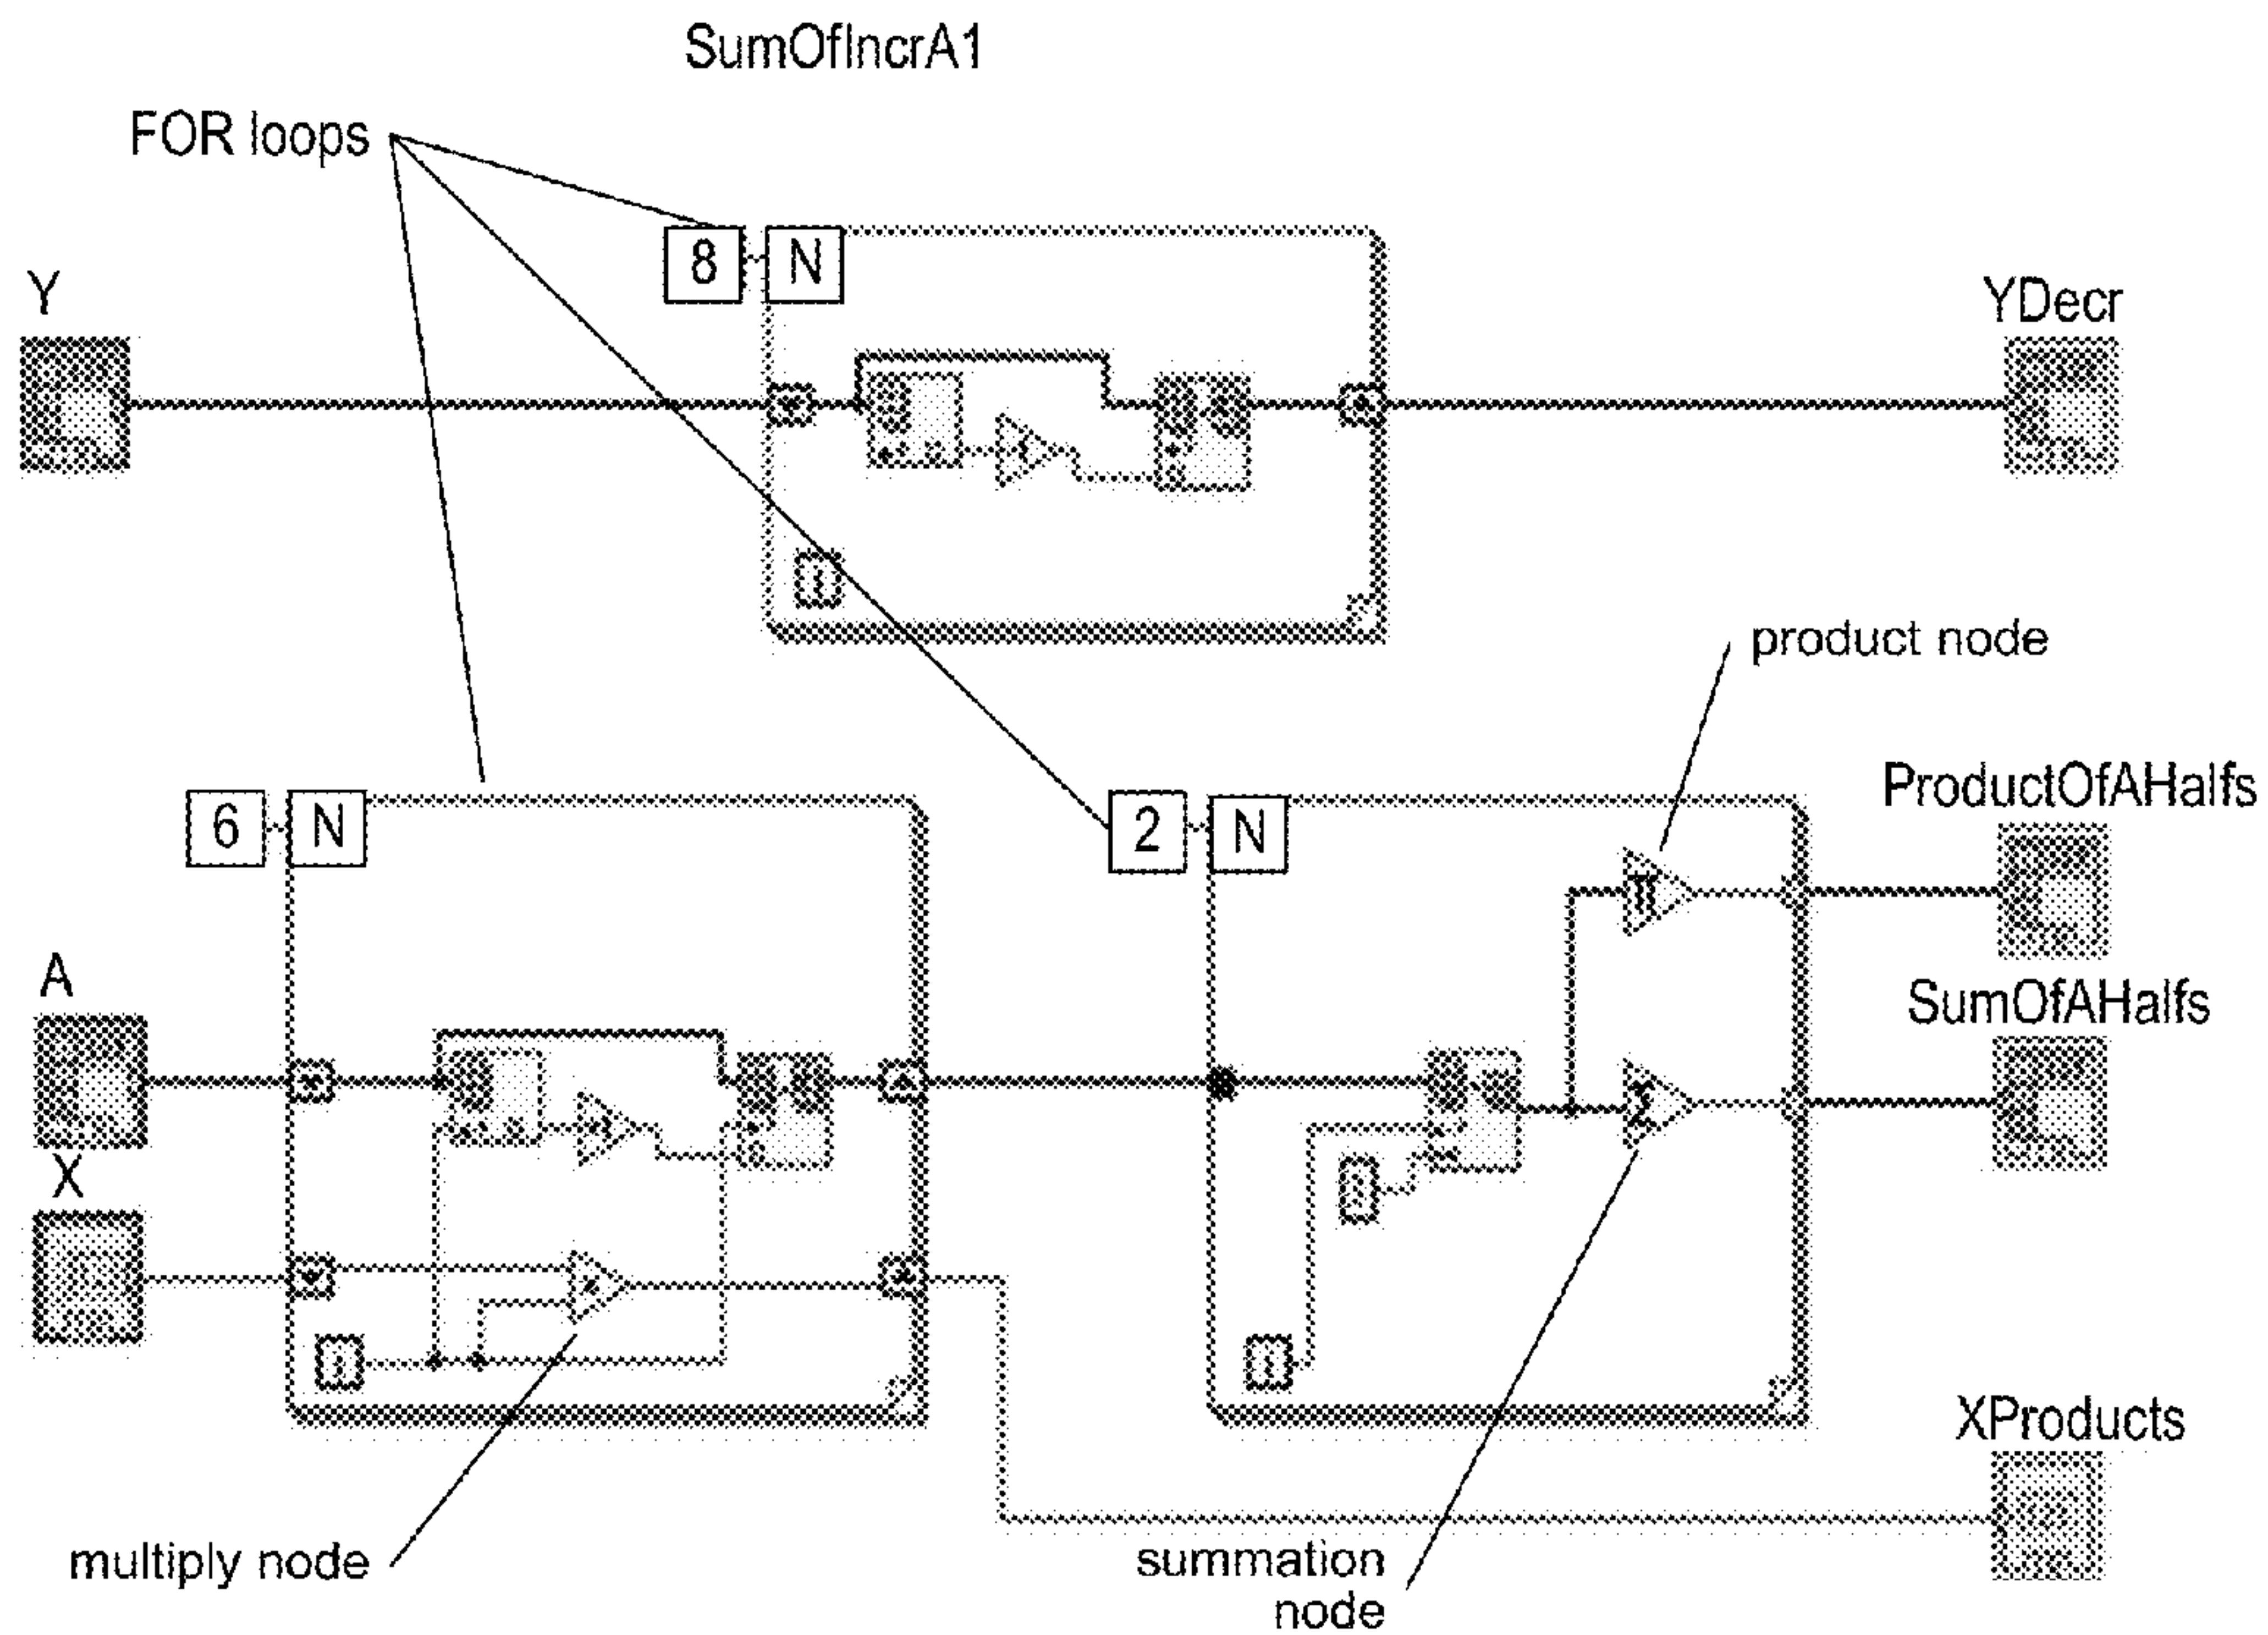 SumOfIncrA1
FOR loops
8
N
Y
YDecr
product node
6
N
2
N
ProductOfAHalfs
A
SumOfAHalfs
X
i
i
XProducts
multiply node
summation
node